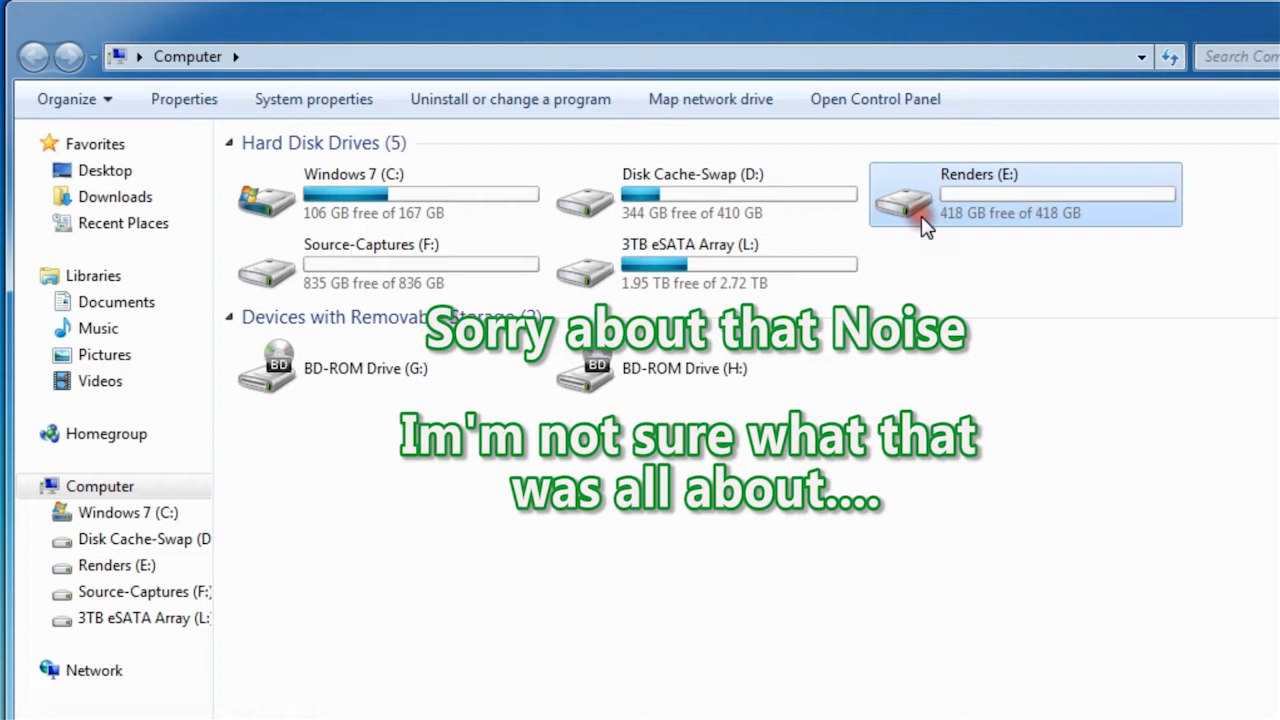 Computer
Search Com
Organize
Properties
System properties
Uninstall or change a program
Map network drive
Open Control Panel
Favorites
Desktop
Downloads
Recent Places
Libraries
Documents
Music
Pictures
Videos
Homegroup
Computer
Windows 7 (C:)
Disk Cache-Swap (D
Renders (E:)
Source-Captures (F:)
3TB eSATA Array (L:
Network
Hard Disk Drives (5)
Windows 7 (C:)
106 GB free of 167 GB
Disk Cache-Swap (D:)
344 GB free of 410 GB
Renders (E:)
418 GB free of 418 GB
Source-Captures (F:)
835 GB free of 836 GB
3TB eSATA Array (L:)
1.95 TB free of 2.72 TB
Devices with Removable Storage (2)
BD
BD-ROM Drive (G:)
BD
BD-ROM Drive (H:)
Sorry about that Noise
Im'm not sure what that
was all about....